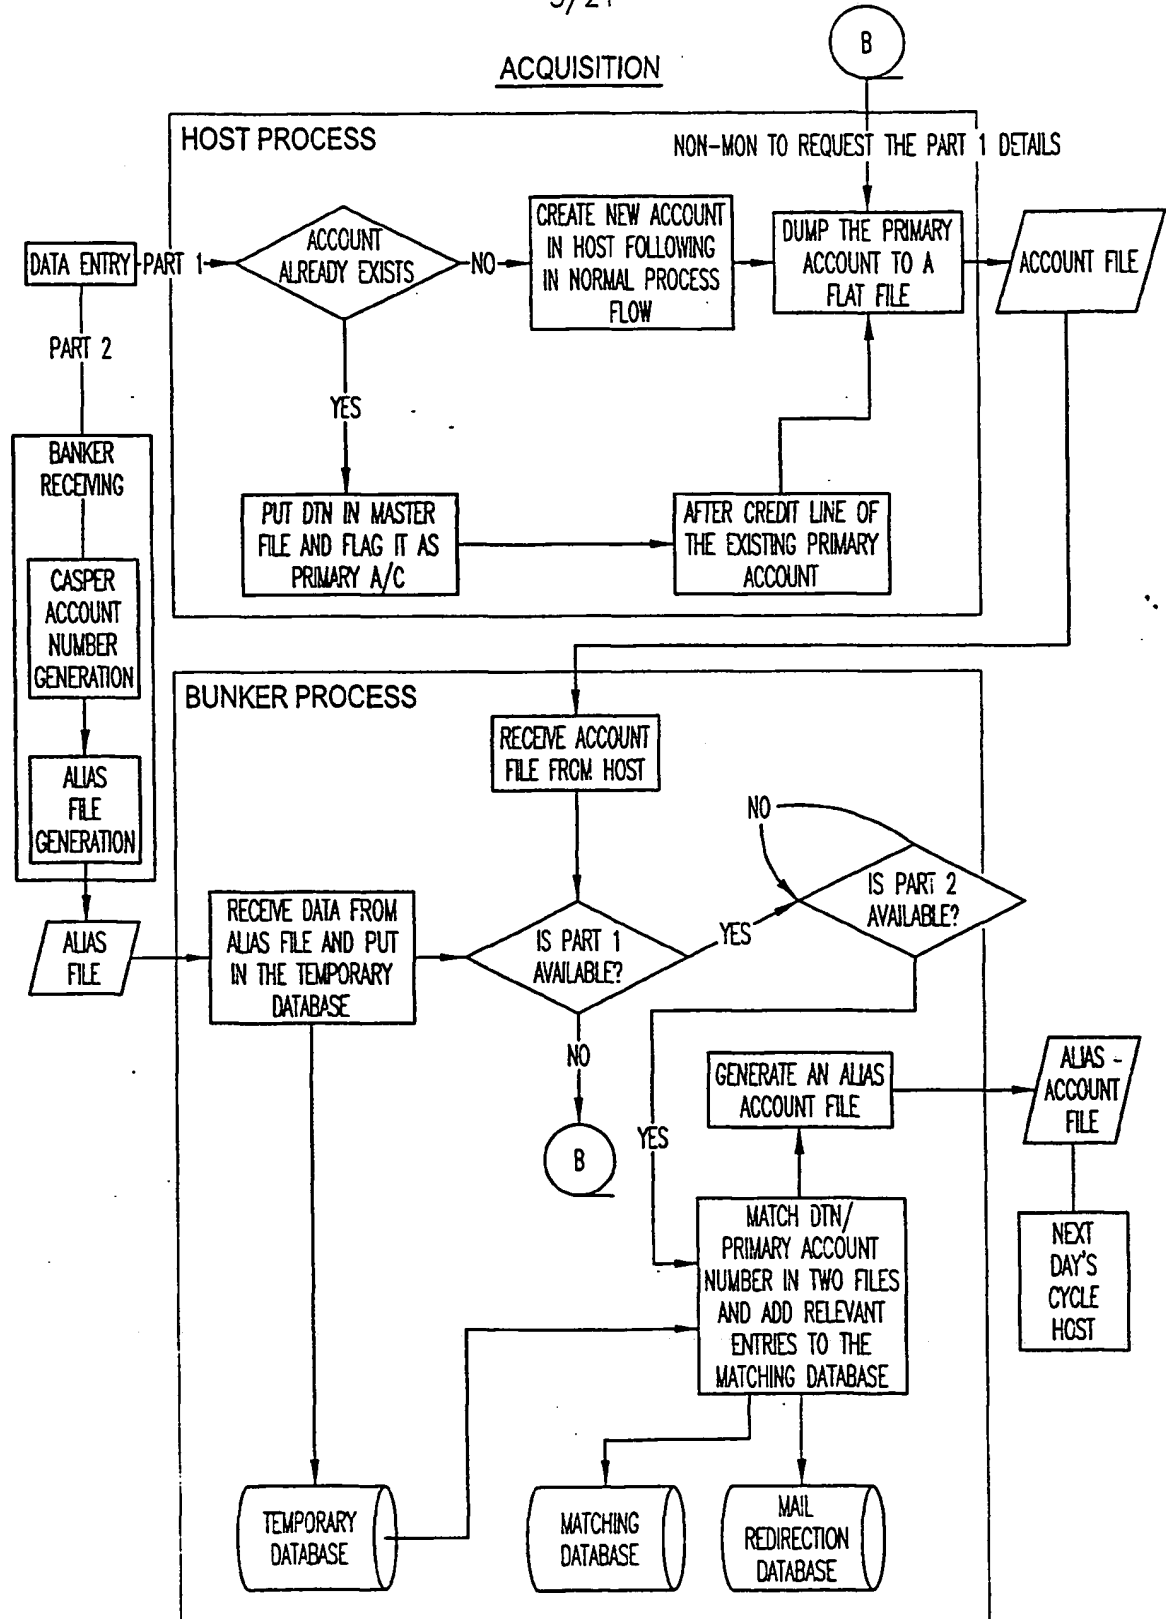 ACQUISITION
B
HOST PROCESS
NON-MON TO REQUEST THE PART 1 DETAILS
DATA ENTRY
PART 1
ACCOUNT
ALREADY EXISTS
NO
CREATE NEW ACCOUNT
IN HOST FOLLOWING
IN NORMAL PROCESS
FLOW
DUMP THE PRIMARY
ACCOUNT TO A
FLAT FILE
ACCOUNT FILE
PART 2
YES
BANKER
RECEIVING
PUT DTN IN MASTER
FILE AND FLAG IT AS
PRIMARY A/C
AFTER CREDIT LINE OF
THE EXISTING PRIMARY
ACCOUNT
CASPER
ACCOUNT
NUMBER
GENERATION
BUNKER PROCESS
RECEIVE ACCOUNT
FILE FROM HOST
ALIAS
FILE
GENERATION
NO
IS PART 2
AVAILABLE?
RECEIVE DATA FROM
ALIAS FILE AND PUT
IN THE TEMPORARY
DATABASE
IS PART 1
AVAILABLE?
YES
ALIAS
FILE
NO
B
YES
GENERATE AN ALIAS
ACCOUNT FILE
ALIAS -
ACCOUNT
FILE
MATCH DTN/
PRIMARY ACCOUNT
NUMBER IN TWO FILES
AND ADD RELEVANT
ENTRIES TO THE
MATCHING DATABASE
NEXT
DAY'S
CYCLE
HOST
TEMPORARY
DATABASE
MATCHING
DATABASE
MAIL
REDIRECTION
DATABASE